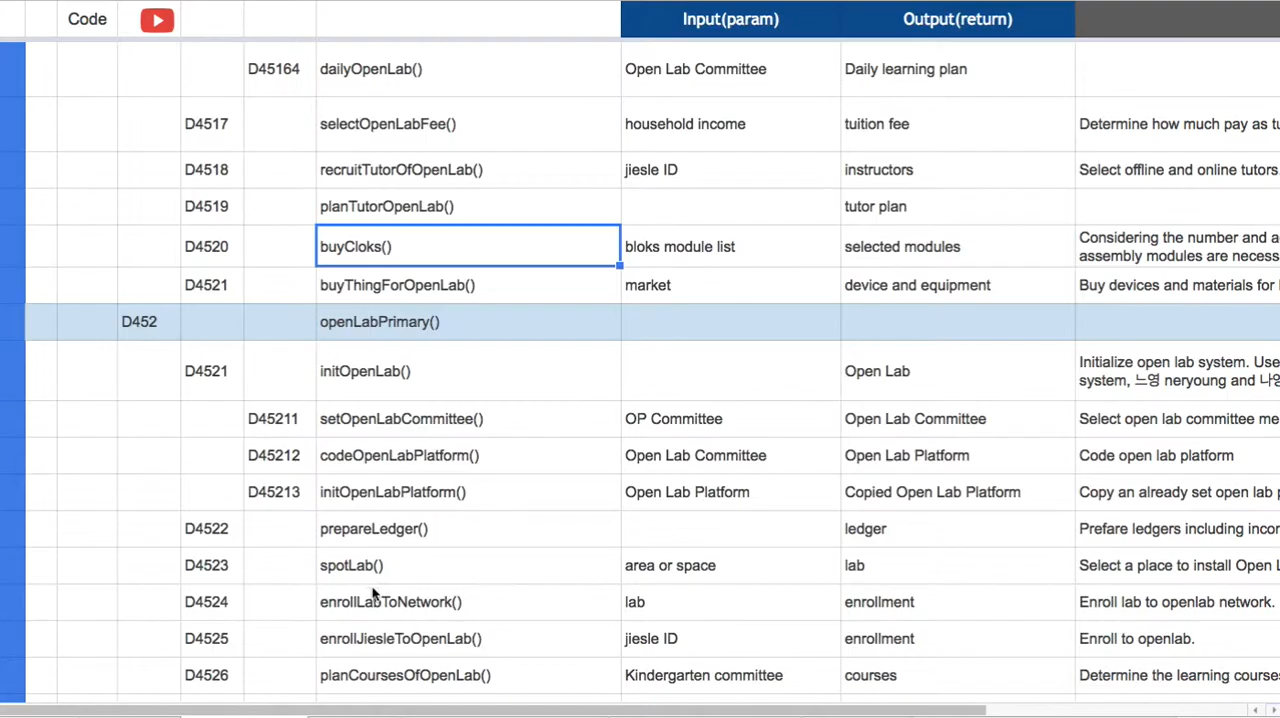 Code Input(param) Output(return)
D45164 dailyOpenLab() Open Lab Committee Daily learning plan
D4517 selectOpenLabFee() household income tuition fee Determine how much pay as tu
D4518 recruitTutorOfOpenLab() jiesle ID instructors Select offline and online tutors.
D4519 planTutorOpenLab() tutor plan
D4520 buyCloks() bloks module list selected modules Considering the number and a
assembly modules are necess
D4521 buyThingForOpenLab() market device and equipment Buy devices and materials for
D452 openLabPrimary()
D4521 initOpenLab() Open Lab Initialize open lab system. Use
system, 느영 neryoung and 나영
D45211 setOpenLabCommittee() OP Committee Open Lab Committee Select open lab committee me
D45212 codeOpenLabPlatform() Open Lab Committee Open Lab Platform Code open lab platform
D45213 initOpenLabPlatform() Open Lab Platform Copied Open Lab Platform Copy an already set open lab p
D4522 prepareLedger() ledger Prefare ledgers including incor
D4523 spotLab() area or space lab Select a place to install Open L
D4524 enrollLabToNetwork() lab enrollment Enroll lab to openlab network.
D4525 enrollJiesleToOpenLab() jiesle ID enrollment Enroll to openlab.
D4526 planCoursesOfOpenLab() Kindergarten committee courses Determine the learning courses